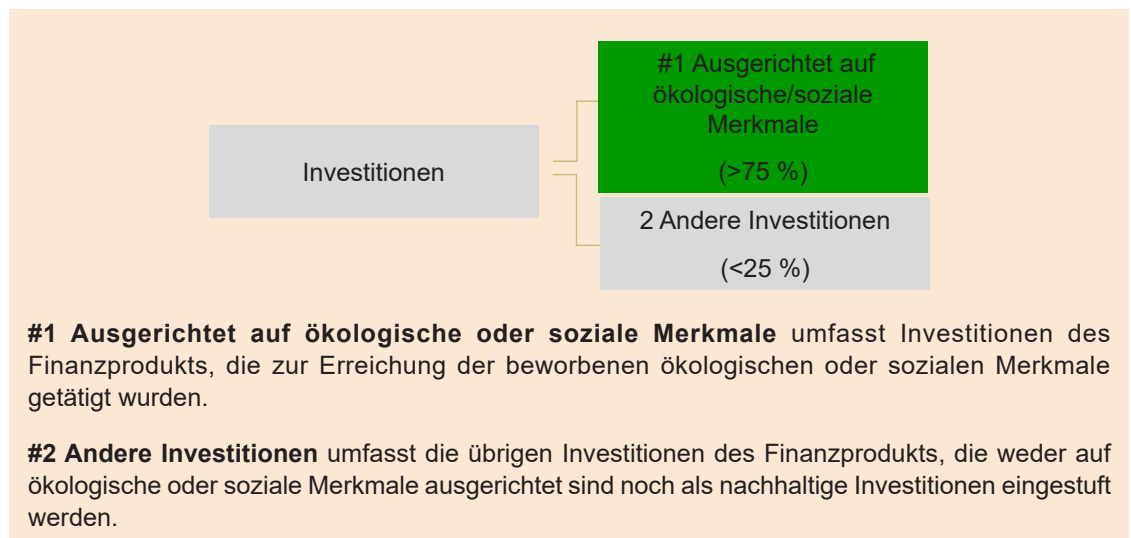 #1 Ausgerichtet auf
ökologische/soziale
Merkmale
(>75 %)
Investitionen
2 Andere Investitionen
(<25 %)
#1 Ausgerichtet auf ökologische oder soziale Merkmale umfasst Investitionen des
Finanzprodukts, die zur Erreichung der beworbenen ökologischen oder sozialen Merkmale
getätigt wurden.
#2 Andere Investitionen umfasst die übrigen Investitionen des Finanzprodukts, die weder auf
ökologische oder soziale Merkmale ausgerichtet sind noch als nachhaltige Investitionen eingestuft
werden.